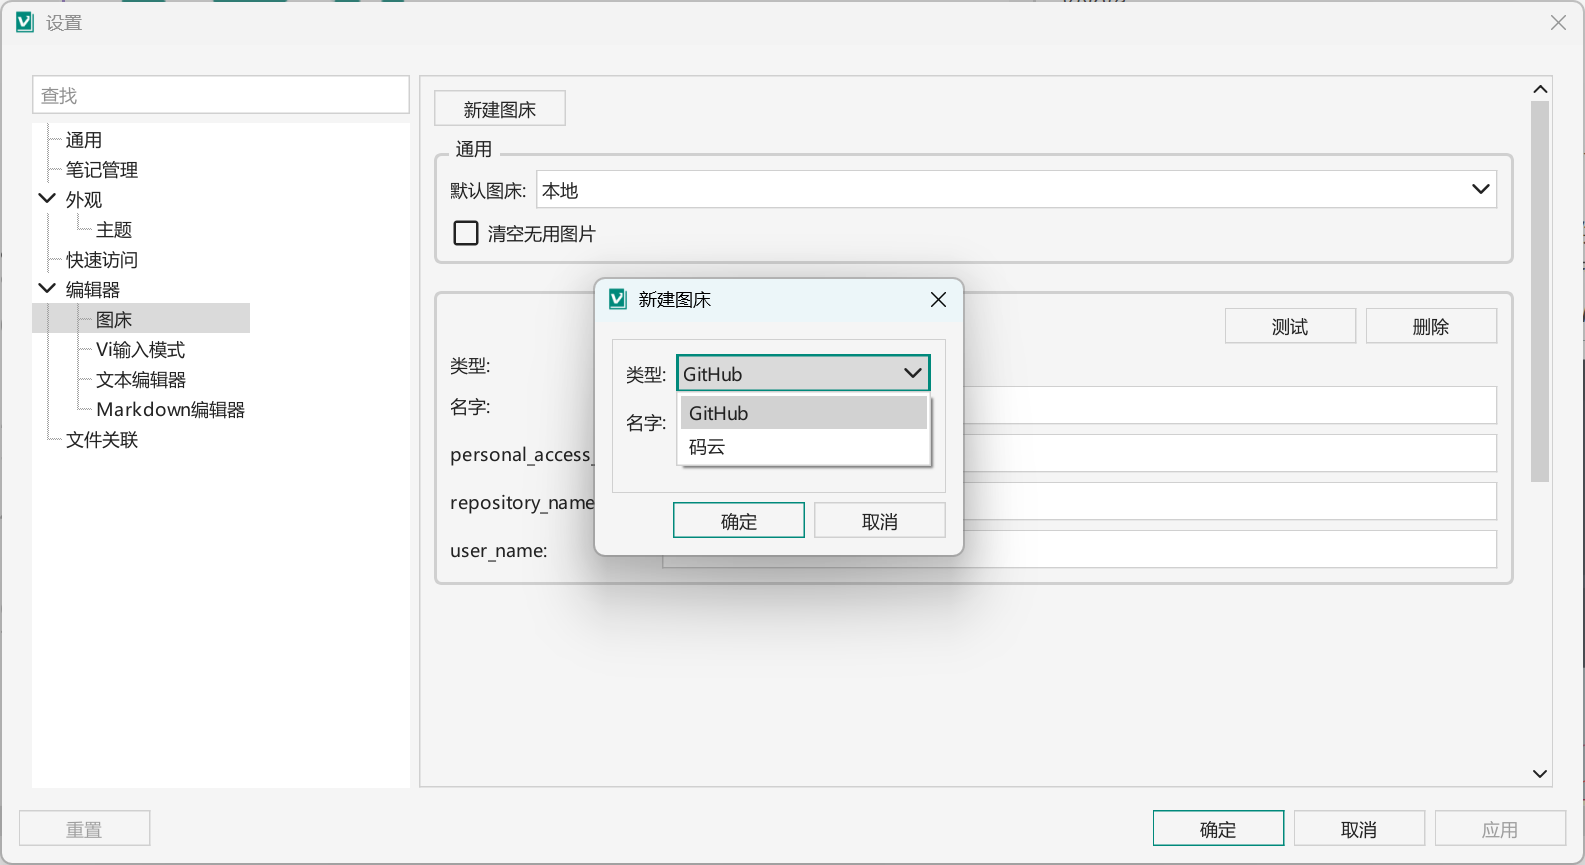 设置
查找
通用
笔记管理
外观
主题
快速访问
编辑器
图床
Vi输入模式
文本编辑器
Markdown编辑器
文件关联
新建图床
通用
默认图床: 本地
清空无用图片
测试 删除
类型:
名字:
personal_access_
repository_name
user_name:
新建图床
类型: GitHub
GitHub
码云
名字:
确定 取消
重置
确定 取消 应用